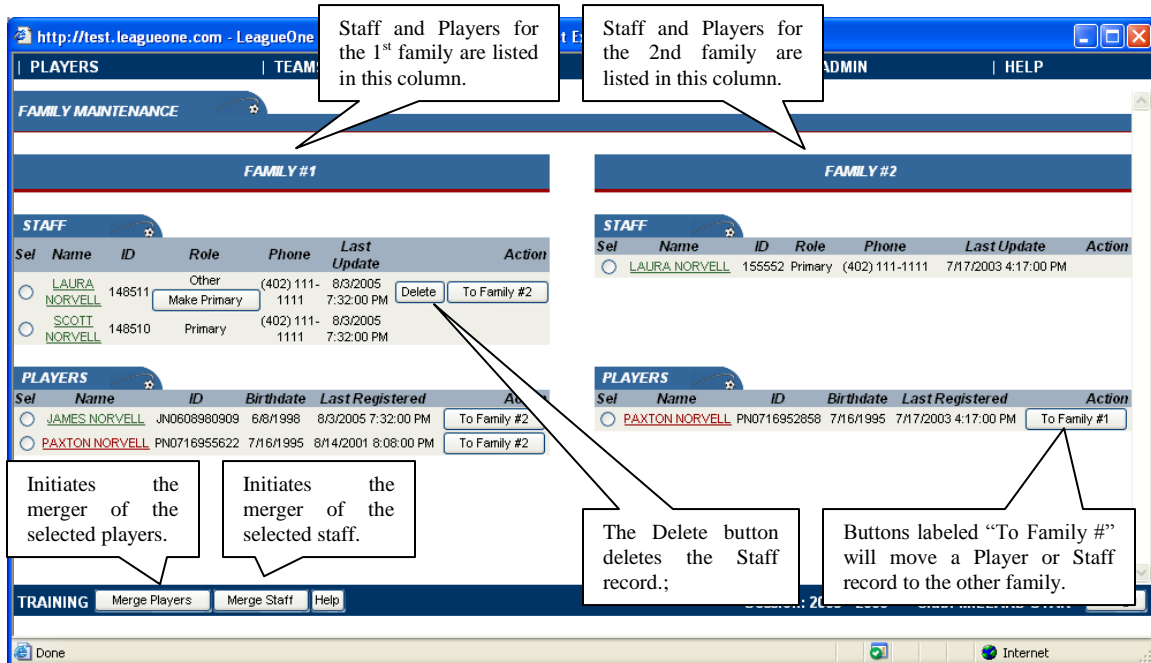 Staff and Players for
the 1st family are listed
in this column.
Staff and Players for
the 2nd family are
listed in this column.
http://test.leagueone.com - LeagueOne
t E
| PLAYERS
| TEAM
DMIN
| HELP
FAMILY MAINTENANCE
FAMILY #1
STAFF
Sel Name ID Role Phone Last Update Action
LAURA NORVELL 148511 Other Make Primary (402) 111-1111 8/3/2005 7:32:00 PM Delete To Family #2
SCOTT NORVELL 148510 Primary (402) 111-1111 8/3/2005 7:32:00 PM
PLAYERS
Sel Name ID Birthdate Last Registered A
JAMES NORVELL JN0608980909 6/8/1998 8/3/2005 7:32:00 PM To Family #2
PAXTON NORVELL PN0716955622 7/16/1995 8/14/2001 8:08:00 PM To Family #2
FAMILY #2
STAFF
Sel Name ID Role Phone Last Update Action
LAURA NORVELL 155552 Primary (402) 111-1111 7/17/2003 4:17:00 PM
PLAYERS
Sel Name ID Birthdate Last Registered Action
PAXTON NORVELL PN0716952858 7/16/1995 7/17/2003 4:17:00 PM To Family #1
Initiates the
merger of the
selected players.
Initiates the
merger of the
selected staff.
The Delete button
deletes the Staff
record.;
Buttons labeled “To Family #”
will move a Player or Staff
record to the other family.
TRAINING Merge Players Merge Staff Help
Done
Internet